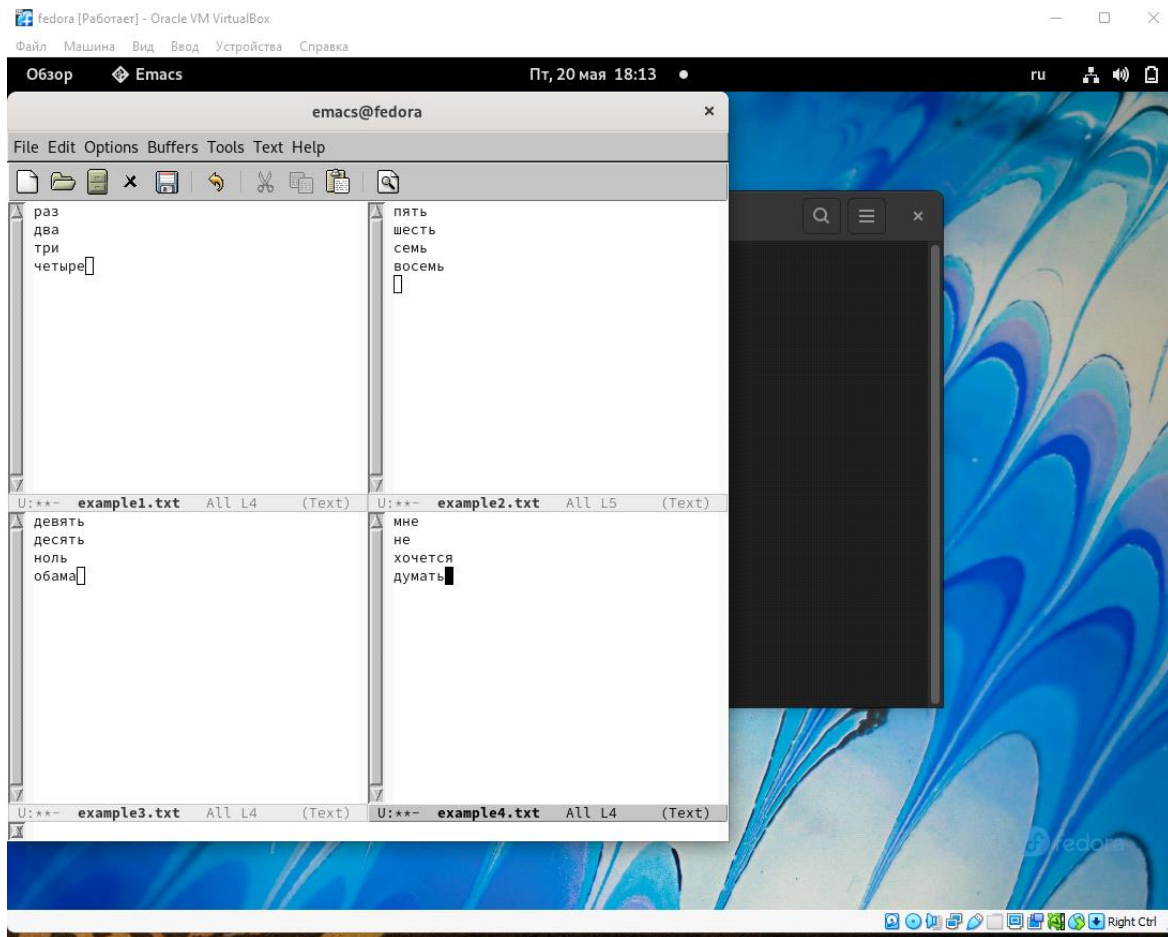 fedora [Работает] - Oracle VM VirtualBox
Файл Машина Вид Ввод Устройства Справка
Обзор Emacs Пт, 20 мая 18:13 ru
emacs@fedora
File Edit Options Buffers Tools Text Help
раз
два
три
четыре
пять
шесть
семь
восемь
U:**- example1.txt All L4 (Text)
U:**- example2.txt All L5 (Text)
девять
десять
ноль
обама
мне
не
хочется
думать
U:**- example3.txt All L4 (Text)
U:**- example4.txt All L4 (Text)
fedora
Right Ctrl